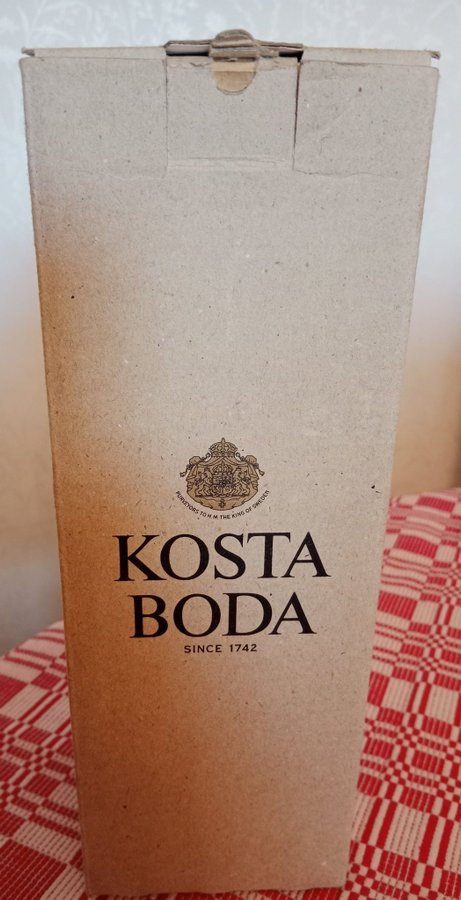 PURVEYORS TO H M THE KING OF SWEDEN
KOSTA
BODA
SINCE 1742